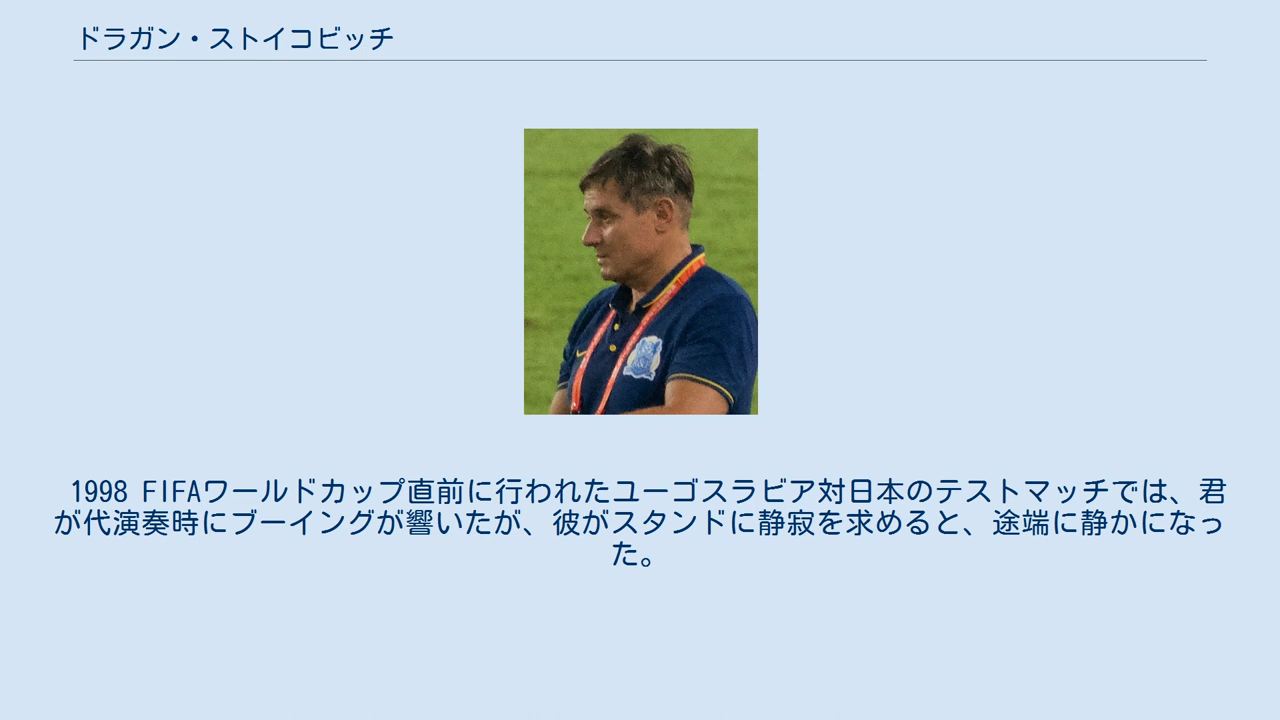 ドラガン・ストイコビッチ
1998 FIFAワールドカップ直前に行われたユーゴスラビア対日本のテストマッチでは、君
が代演奏時にブーイングが響いたが、彼がスタンドに静寂を求めると、途端に静かになっ
た。